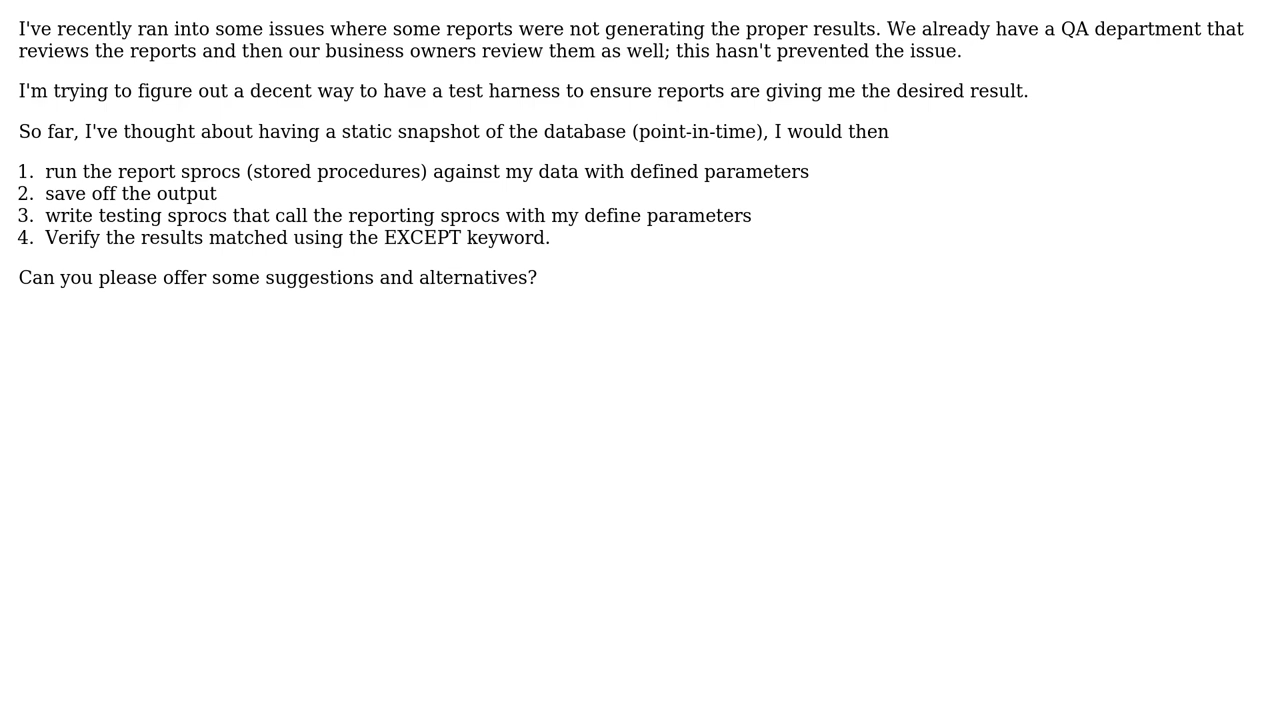 I've recently ran into some issues where some reports were not generating the proper results. We already have a QA department that
reviews the reports and then our business owners review them as well; this hasn't prevented the issue.
I'm trying to figure out a decent way to have a test harness to ensure reports are giving me the desired result.
So far, I've thought about having a static snapshot of the database (point-in-time), I would then
1. run the report sprocs (stored procedures) against my data with defined parameters
2. save off the output
3. write testing sprocs that call the reporting sprocs with my define parameters
4. Verify the results matched using the EXCEPT keyword.
Can you please offer some suggestions and alternatives?